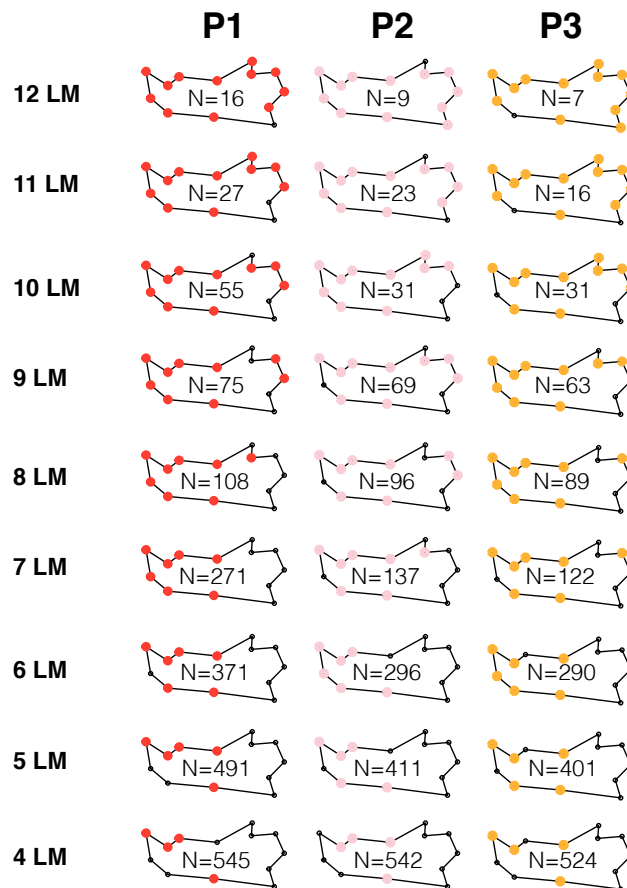 P1 P2 P3
12 LM N=16 N=9 N=7
11 LM N=27 N=23 N=16
10 LM N=55 N=31 N=31
9 LM N=75 N=69 N=63
8 LM N=108 N=96 N=89
7 LM N=271 N=137 N=122
6 LM N=371 N=296 N=290
5 LM N=491 N=411 N=401
4 LM N=545 N=542 N=524